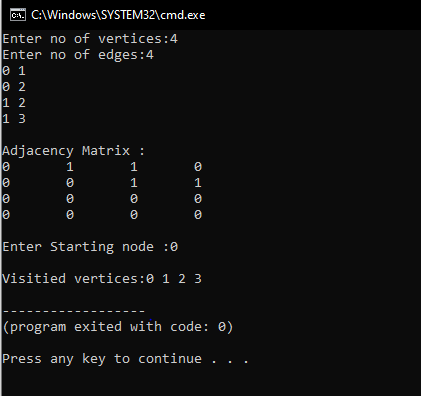 C:\Windows\SYSTEM32\cmd.exe
Enter no of vertices:4
Enter no of edges:4
0 1
0 2
1 2
1 3
Adjacency Matrix :
0 1 1 0
0 0 1 1
0 0 0 0
0 0 0 0
Enter Starting node :0
Visitied vertices:0 1 2 3
------------------
(program exited with code: 0)
Press any key to continue . . .